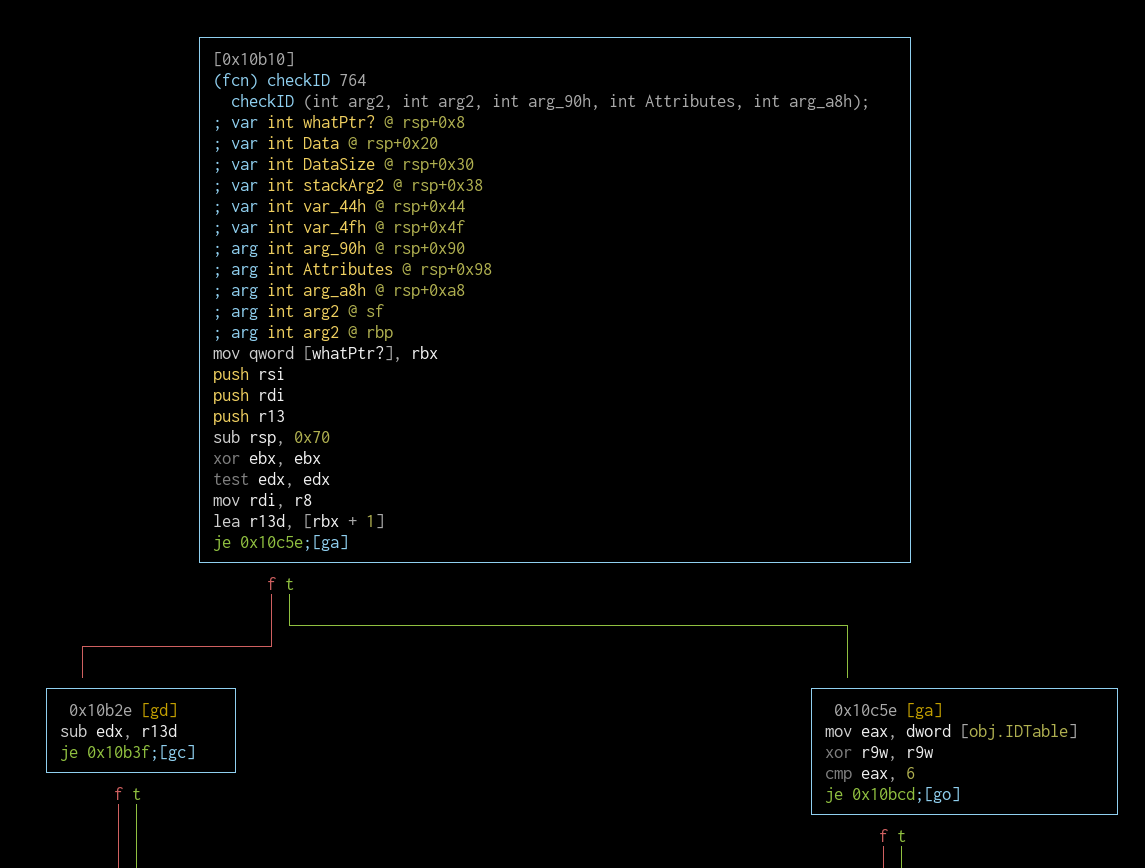 [0x10b10]
(fcn) checkID 764
checkID (int arg2, int arg2, int arg_90h, int Attributes, int arg_a8h);
; var int whatPtr? @ rsp+0x8
; var int Data @ rsp+0x20
; var int DataSize @ rsp+0x30
; var int stackArg2 @ rsp+0x38
; var int var_44h @ rsp+0x44
; var int var_4fh @ rsp+0x4f
; arg int arg_90h @ rsp+0x90
; arg int Attributes @ rsp+0x98
; arg int arg_a8h @ rsp+0xa8
; arg int arg2 @ sf
; arg int arg2 @ rbp
mov qword [whatPtr?], rbx
push rsi
push rdi
push r13
sub rsp, 0x70
xor ebx, ebx
test edx, edx
mov rdi, r8
lea r13d, [rbx + 1]
je 0x10c5e;[ga]
f t
0x10b2e [gd]
sub edx, r13d
je 0x10b3f;[gc]
f t
0x10c5e [ga]
mov eax, dword [obj.IDTable]
xor r9w, r9w
cmp eax, 6
je 0x10bcd;[go]
f t